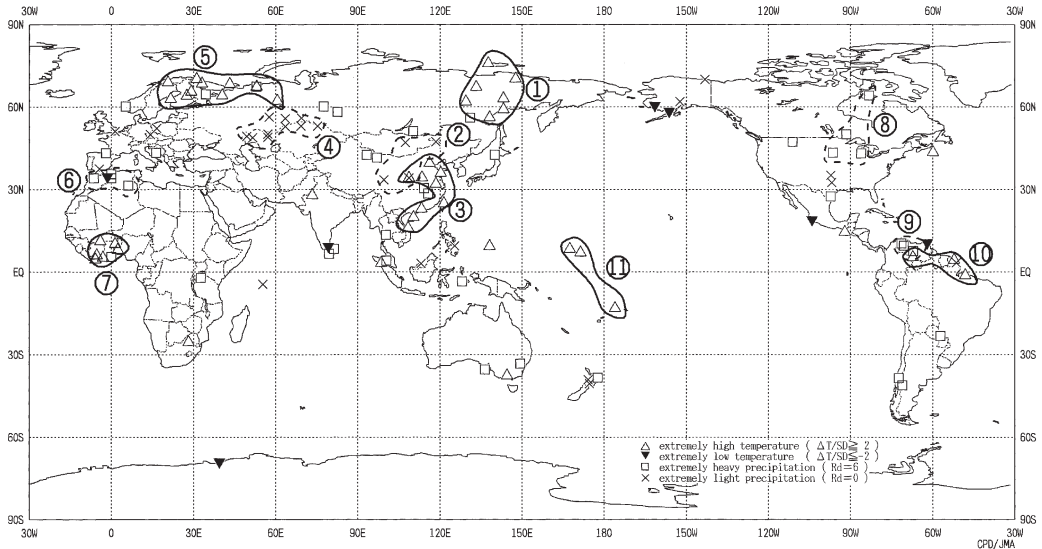 30W 0 30E 60E 90E 120E 150E 180 150W 120W 90W 60W 30W
90N 90N
60N 60N
30N 30N
EQ EQ
30S 30S
60S 60S
90S 90S
⑤
①
②
④
⑧
⑥
③
⑨
⑦
⑪
⑩
△ extremely high temperature ( ΔT/SD≧ 2 )
▼ extremely low temperature ( ΔT/SD≦-2 )
□ extremely heavy precipitation ( Rd=6 )
× extremely light precipitation ( Rd=0 )
30W 0 30E 60E 90E 120E 150E 180 150W 120W 90W 60W 30W
CPD/JMA